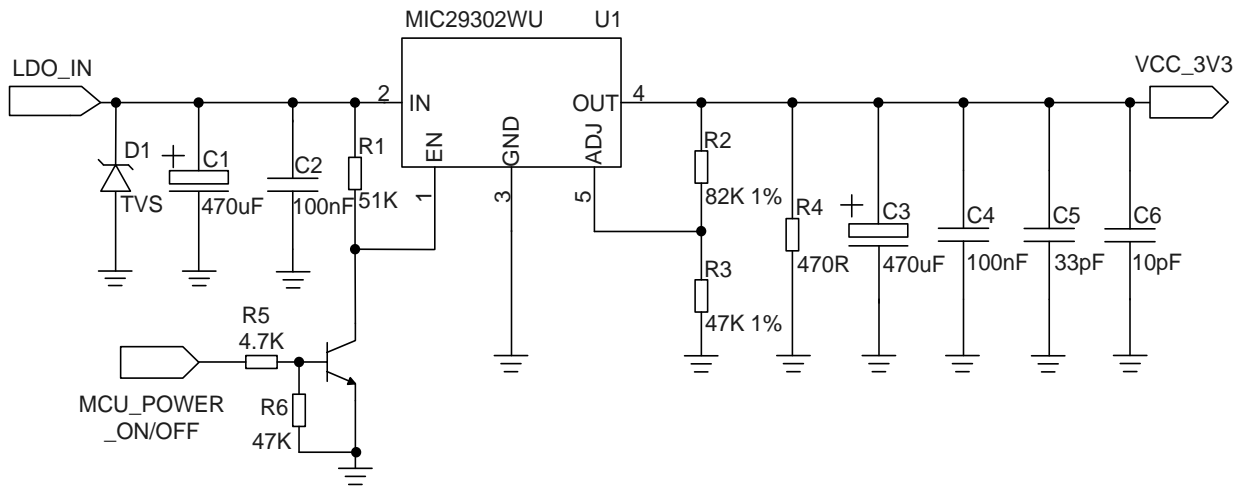 MIC29302WU U1
LDO_IN
VCC_3V3
2 IN
OUT 4
EN
GND
ADJ
1
3
5
D1
TVS
C1
470uF
C2
100nF
R1
51K
R2
82K 1%
R3
47K 1%
R4
470R
C3
470uF
C4
100nF
C5
33pF
C6
10pF
R5
4.7K
MCU_POWER
_ON/OFF
R6
47K